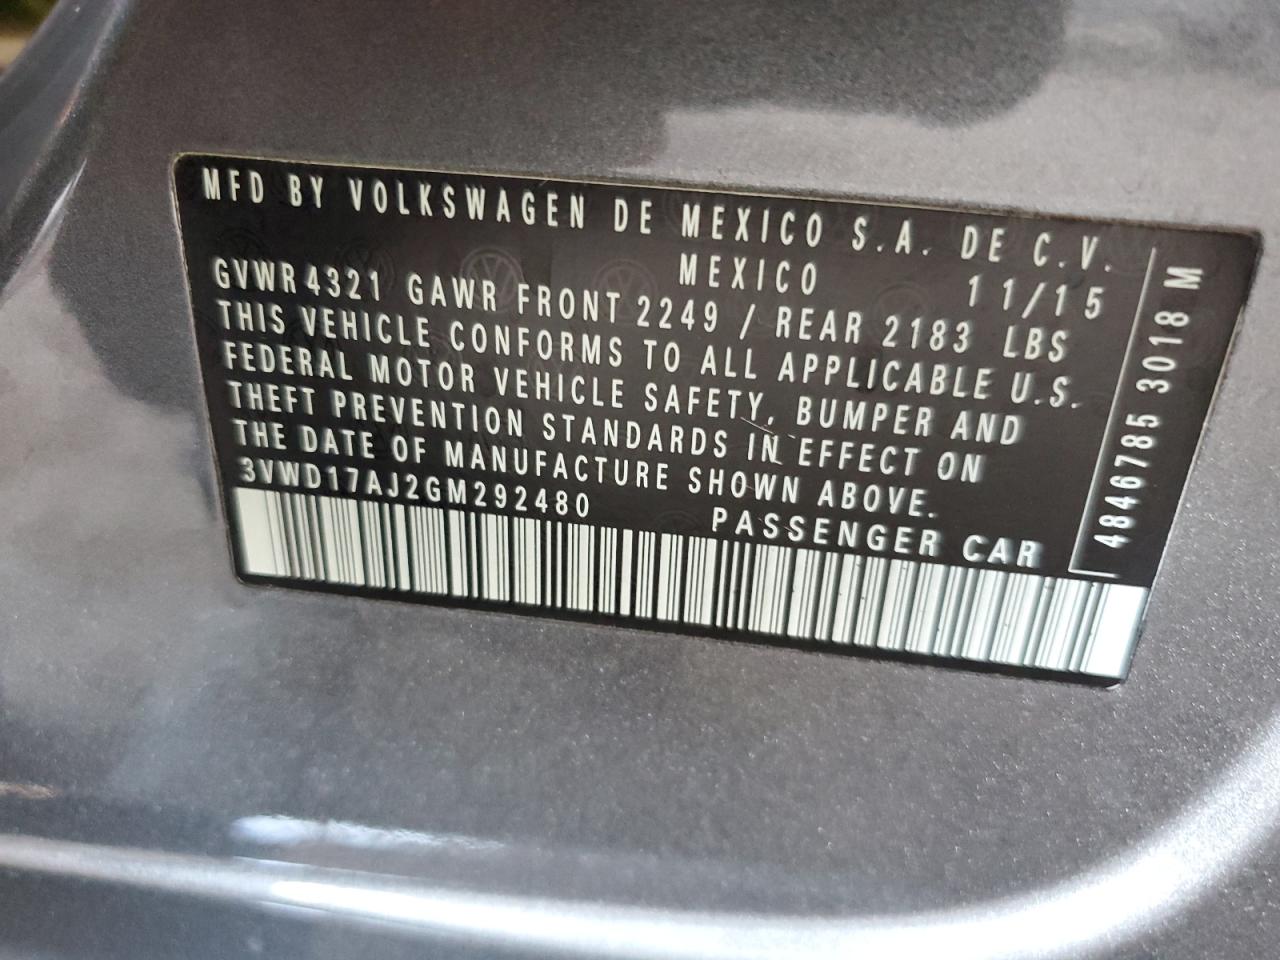 MFD BY VOLKSWAGEN DE MEXICO S.A. DE C.V.
MEXICO 11/15
GVWR 4321 GAWR FRONT 2249 / REAR 2183 LBS
THIS VEHICLE CONFORMS TO ALL APPLICABLE U.S.
FEDERAL MOTOR VEHICLE SAFETY, BUMPER AND
THEFT PREVENTION STANDARDS IN EFFECT ON
THE DATE OF MANUFACTURE SHOWN ABOVE.
3VWD17AJ2GM292480 PASSENGER CAR
4846785 3018 M